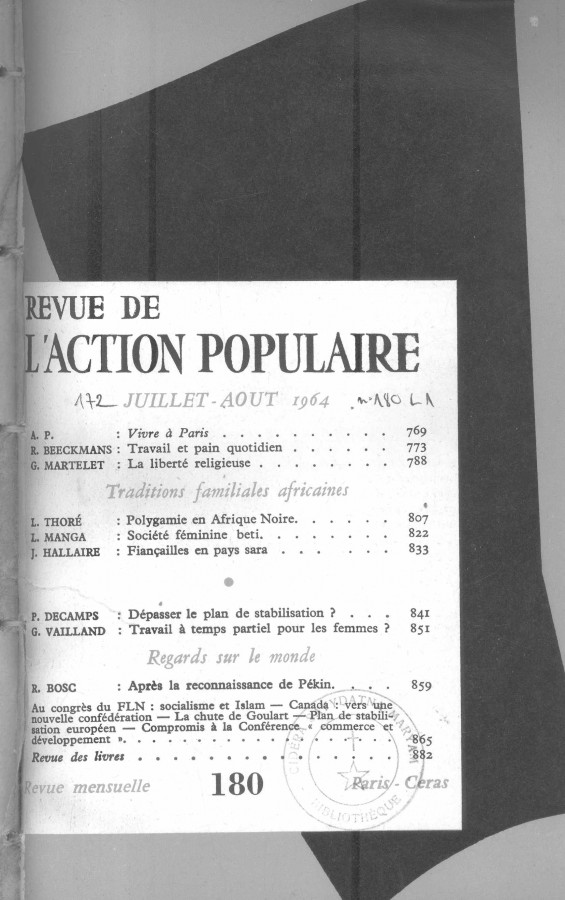 REVUE DE
L'ACTION POPULAIRE
172 JUILLET-AOUT 1964 n°180 L1
A. P. : Vivre à Paris . . . . . . . . . . 769
R. BEECKMANS : Travail et pain quotidien . . . . . . 773
G. MARTELET : La liberté religieuse . . . . . . . . 788
Traditions familiales africaines
L. THORÉ : Polygamie en Afrique Noire. . . . . . 807
L. MANGA : Société féminine beti. . . . . . . . 822
J. HALLAIRE : Fiançailles en pays sara . . . . . . 833
P. DECAMPS : Dépasser le plan de stabilisation ? . . . 841
G. VAILLAND : Travail à temps partiel pour les femmes ? 851
Regards sur le monde
R. BOSC : Après la reconnaissance de Pékin. . . . 859
Au congrès du FLN : socialisme et Islam — Canada : vers une
nouvelle confédération — La chute de Goulart — Plan de stabili-
sation européen — Compromis à la Conférence « commerce et
développement ». . . . . . . . . . . . . . . . . . . 865
Revue des livres . . . . . . . . . . . . . . . . . 882
Revue mensuelle 180 Paris - Ceras
BIBLIOTHÈQUE